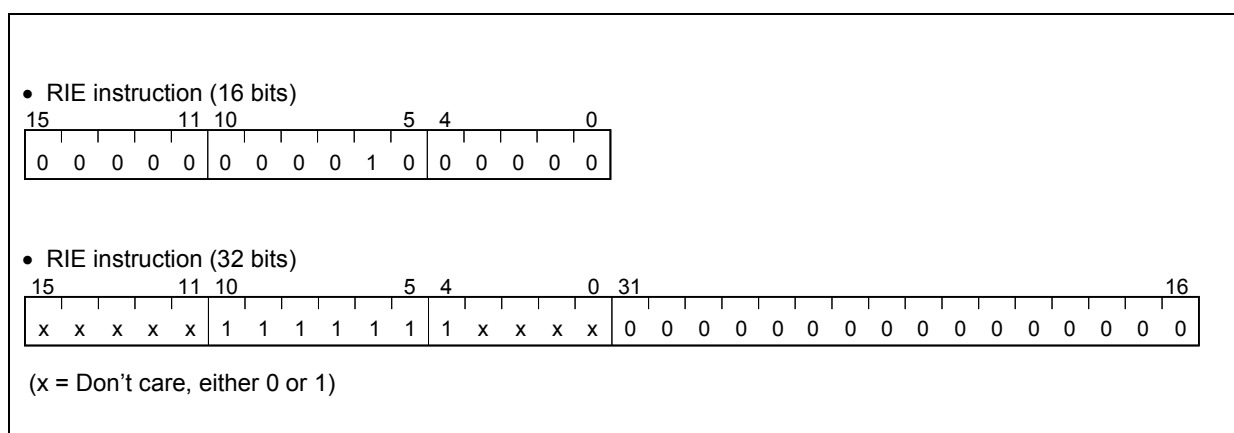 • RIE instruction (16 bits)
15 11 10 5 4 0
0 0 0 0 0 0 0 0 0 1 0 0 0 0 0 0
• RIE instruction (32 bits)
15 11 10 5 4 0 31 16
x x x x x 1 1 1 1 1 1 1 x x x x 0 0 0 0 0 0 0 0 0 0 0 0 0 0 0 0
(x = Don't care, either 0 or 1)